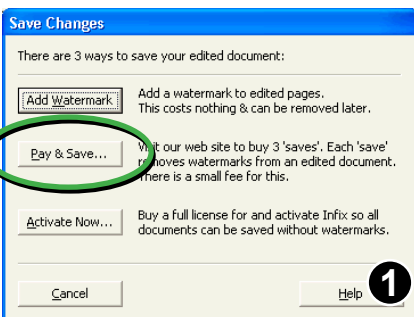 Save Changes
There are 3 ways to save your edited document:
Add Watermark
Add a watermark to edited pages.
This costs nothing & can be removed later.
Pay & Save...
Visit our web site to buy 3 'saves'. Each 'save'
removes watermarks from an edited document.
There is a small fee for this.
Activate Now...
Buy a full license for and activate Infix so all
documents can be saved without watermarks.
Cancel
Help
1